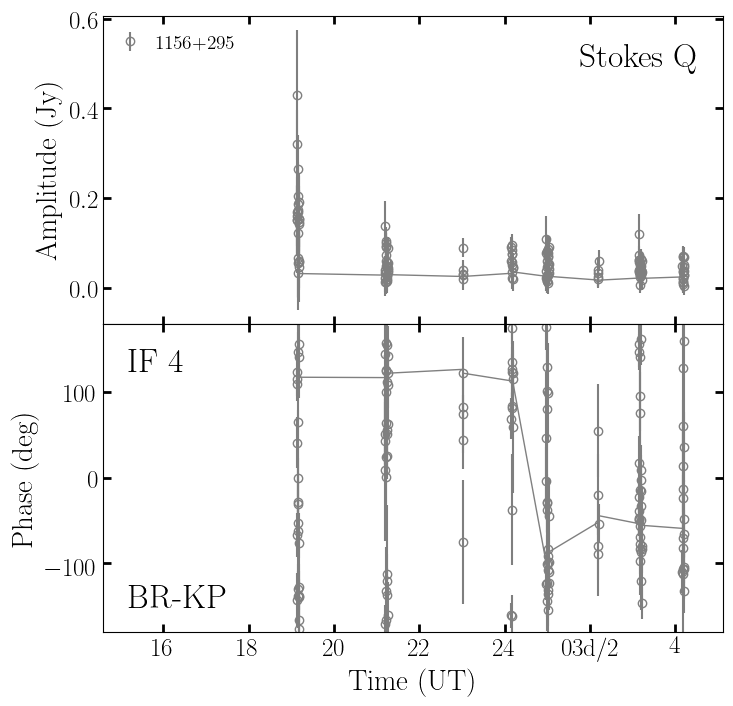 0.6
0.4
0.2
0.0
Amplitude (Jy)
1156+295
Stokes Q
100
0
−100
Phase (deg)
IF 4
BR-KP
16 18 20 22 24 03d/2 4
Time (UT)